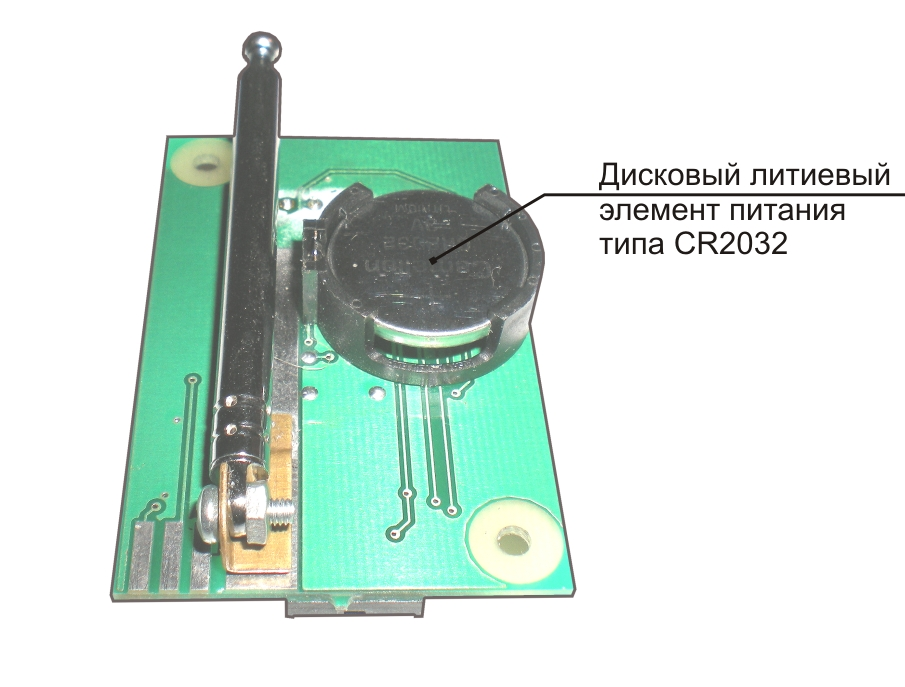 Дисковый литиевый
элемент питания
типа CR2032